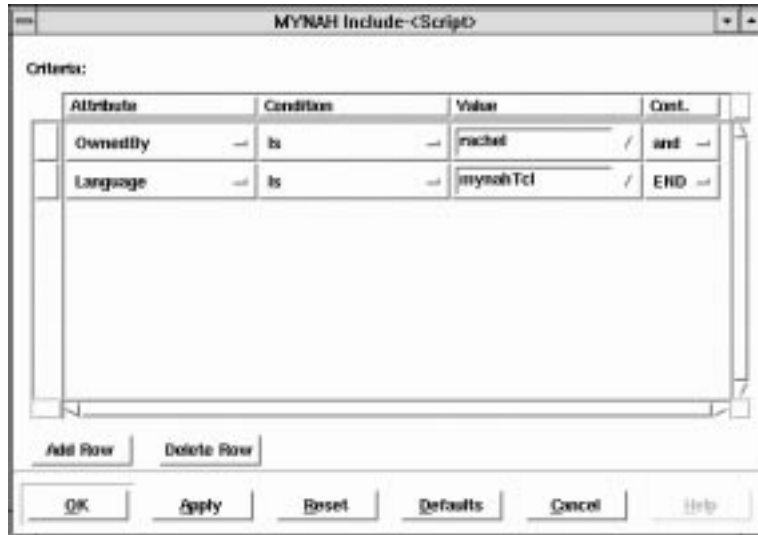 MYNAH Include-<Script>
Criteria:
Attribute Condition Value Cont.
OwnedBy Is rachel and
Language Is mynahTcl END
Add Row Delete Row
OK Apply Reset Defaults Cancel Help